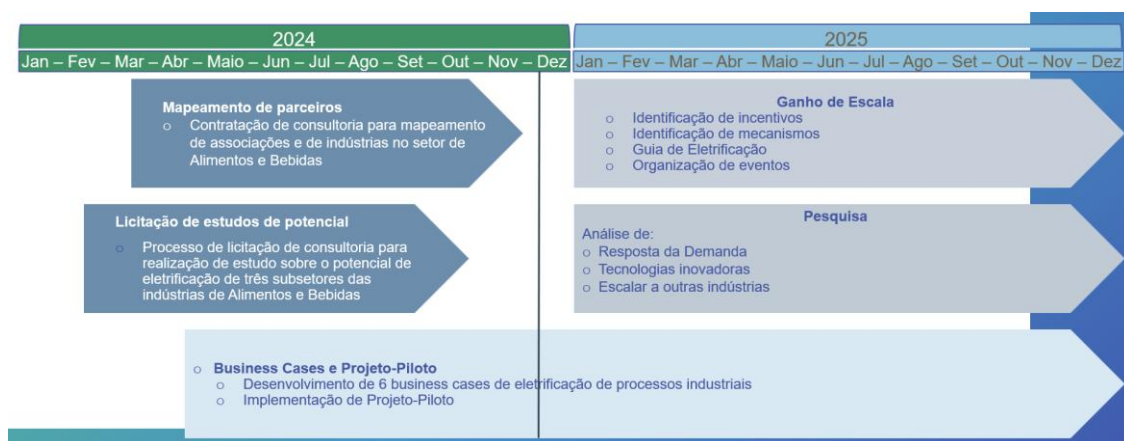 2024
2025
Jan – Fev – Mar – Abr – Maio – Jun – Jul – Ago – Set – Out – Nov – Dez
Jan – Fev – Mar – Abr – Maio – Jun – Jul – Ago – Set – Out – Nov – Dez
Mapeamento de parceiros
o Contratação de consultoria para mapeamento
de associações e de indústrias no setor de
Alimentos e Bebidas
Ganho de Escala
o Identificação de incentivos
o Identificação de mecanismos
o Guia de Eletrificação
o Organização de eventos
Licitação de estudos de potencial
o Processo de licitação de consultoria para
realização de estudo sobre o potencial de
eletrificação de três subsetores das
indústrias de Alimentos e Bebidas
Pesquisa
Análise de:
o Resposta da Demanda
o Tecnologias inovadoras
o Escalar a outras indústrias
o Business Cases e Projeto-Piloto
o Desenvolvimento de 6 business cases de eletrificação de processos industriais
o Implementação de Projeto-Piloto